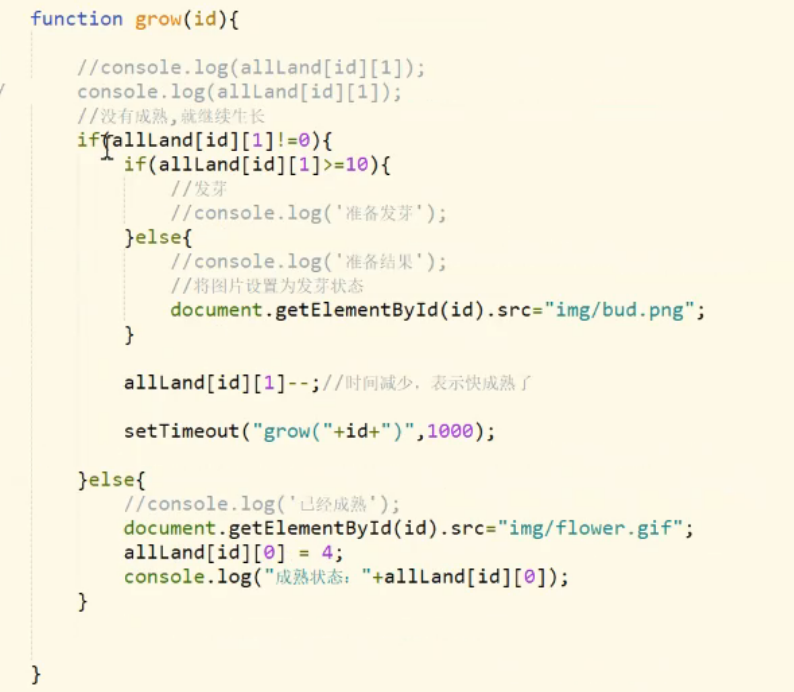 function grow(id){
//console.log(allLand[id][1]);
/ console.log(allLand[id][1]);
//没有成熟,就继续生长
if(allLand[id][1]!=0){
if(allLand[id][1]>=10){
//发芽
//console.log('准备发芽');
}else{
//console.log('准备结果');
//将图片设置为发芽状态
document.getElementById(id).src="img/bud.png";
}
allLand[id][1]--;//时间减少，表示快成熟了
setTimeout("grow("+id+")",1000);
}else{
//console.log('已经成熟');
document.getElementById(id).src="img/flower.gif";
allLand[id][0] = 4;
console.log("成熟状态："+allLand[id][0]);
}
}